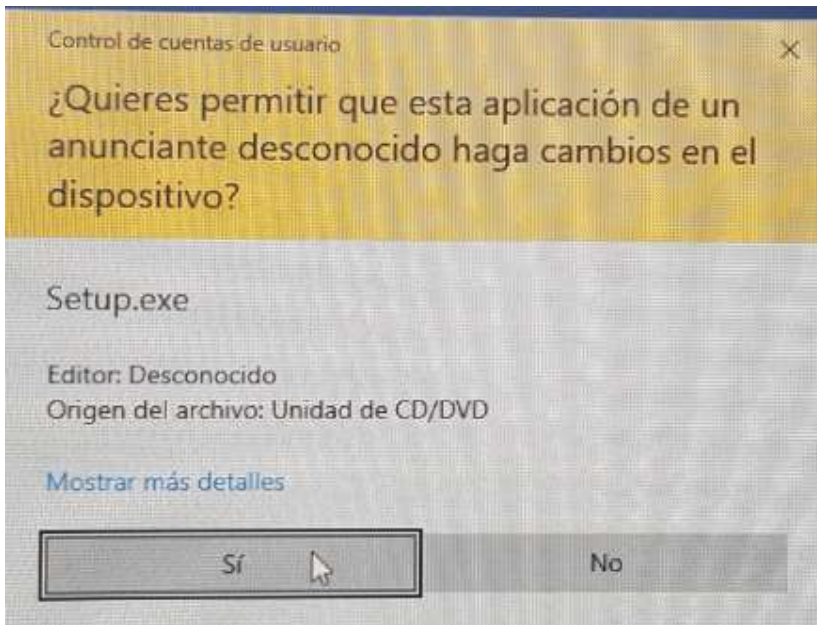 Control de cuentas de usuario
¿Quieres permitir que esta aplicación de un
anunciante desconocido haga cambios en el
dispositivo?
Setup.exe
Editor: Desconocido
Origen del archivo: Unidad de CD/DVD
Mostrar más detalles
Sí
No